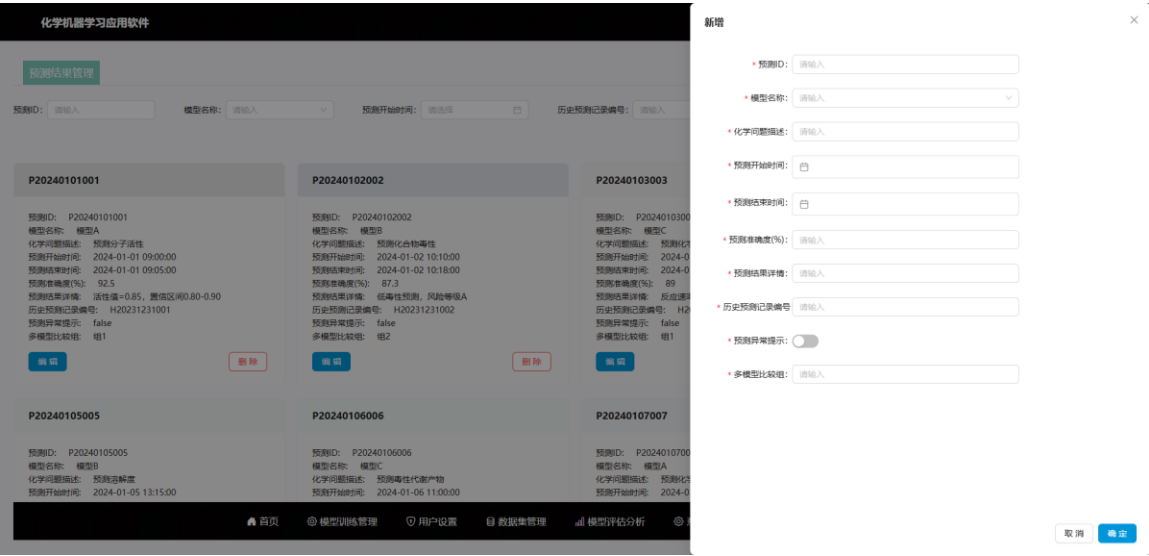 化学机器学习应用软件
预测结果管理
预测ID: 请输入 模型名称: 请输入 预测开始时间: 请选择 历史预测记录编号: 请输入
P20240101001
预测ID: P20240101001
模型名称: 模型A
化学问题描述: 预测分子活性
预测开始时间: 2024-01-01 09:00:00
预测结束时间: 2024-01-01 09:05:00
预测准确度(%): 92.5
预测结果详情: 活性值=0.85，置信区间0.80-0.90
历史预测记录编号: H20231231001
预测异常提示: false
多模型比较组: 组1
编 辑 删 除
P20240102002
预测ID: P20240102002
模型名称: 模型B
化学问题描述: 预测化合物毒性
预测开始时间: 2024-01-02 10:10:00
预测结束时间: 2024-01-02 10:18:00
预测准确度(%): 87.3
预测结果详情: 低毒性预测，风险等级A
历史预测记录编号: H20231231002
预测异常提示: false
多模型比较组: 组2
编 辑 删 除
P20240103003
预测ID: P2024010300
模型名称: 模型C
化学问题描述: 预测化
预测开始时间: 2024-0
预测结束时间: 2024-0
预测准确度(%): 89
预测结果详情: 反应速
历史预测记录编号: H2
预测异常提示: false
多模型比较组: 组1
编 辑
P20240105005
预测ID: P20240105005
模型名称: 模型B
化学问题描述: 预测溶解度
预测开始时间: 2024-01-05 13:15:00
P20240106006
预测ID: P20240106006
模型名称: 模型C
化学问题描述: 预测毒性代谢产物
预测开始时间: 2024-01-06 11:00:00
P20240107007
预测ID: P2024010700
模型名称: 模型A
化学问题描述: 预测化
预测开始时间: 2024-0
首页 模型训练管理 用户设置 数据集管理 模型评估分析
新增
* 预测ID: 请输入
* 模型名称: 请输入
* 化学问题描述: 请输入
* 预测开始时间:
* 预测结束时间:
* 预测准确度(%): 请输入
* 预测结果详情: 请输入
* 历史预测记录编号 请输入
* 预测异常提示:
* 多模型比较组: 请输入
取 消 确 定